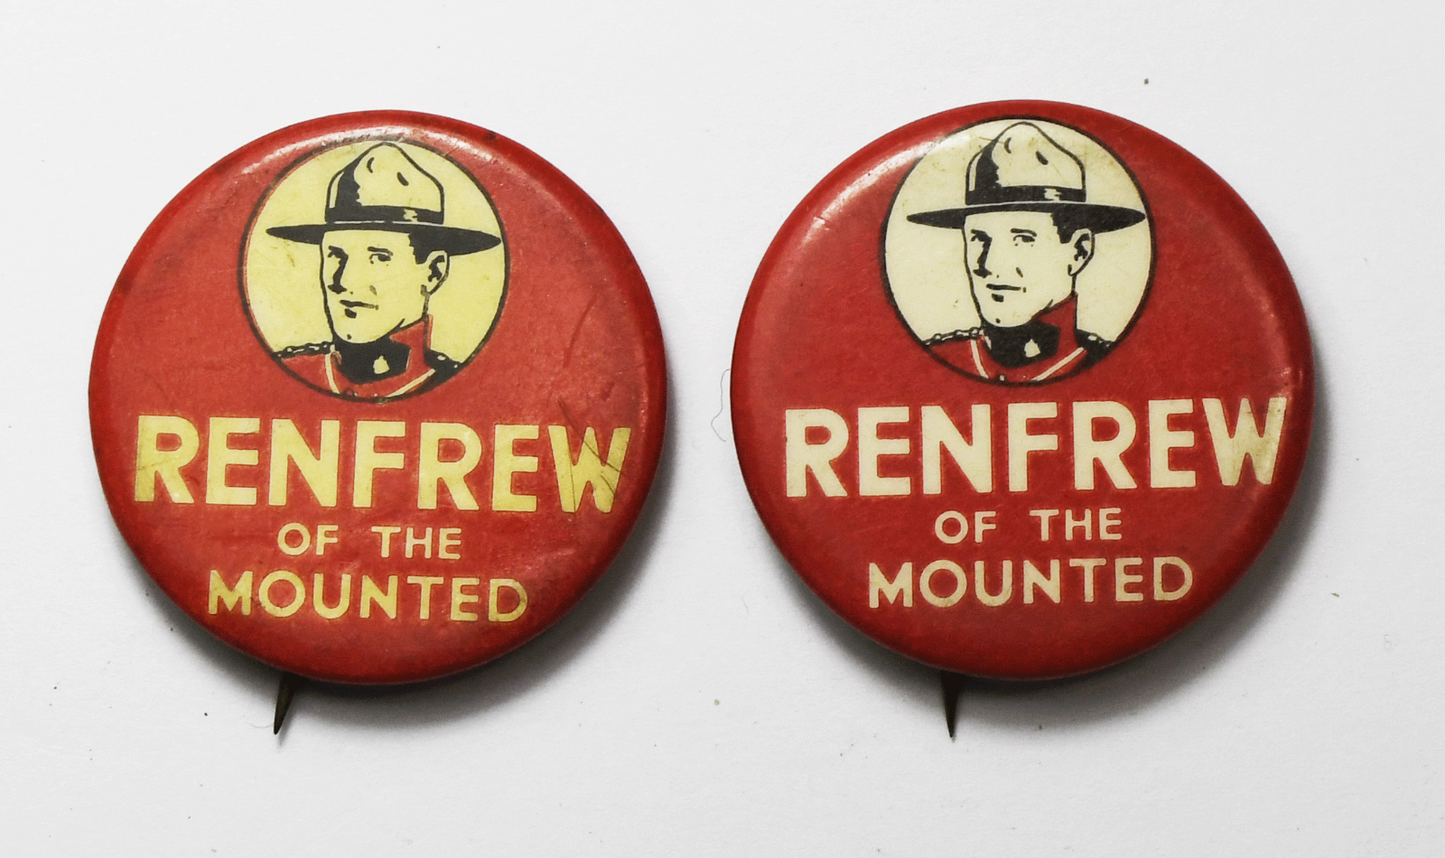 RENFREW
OF THE
MOUNTED
RENFREW
OF THE
MOUNTED